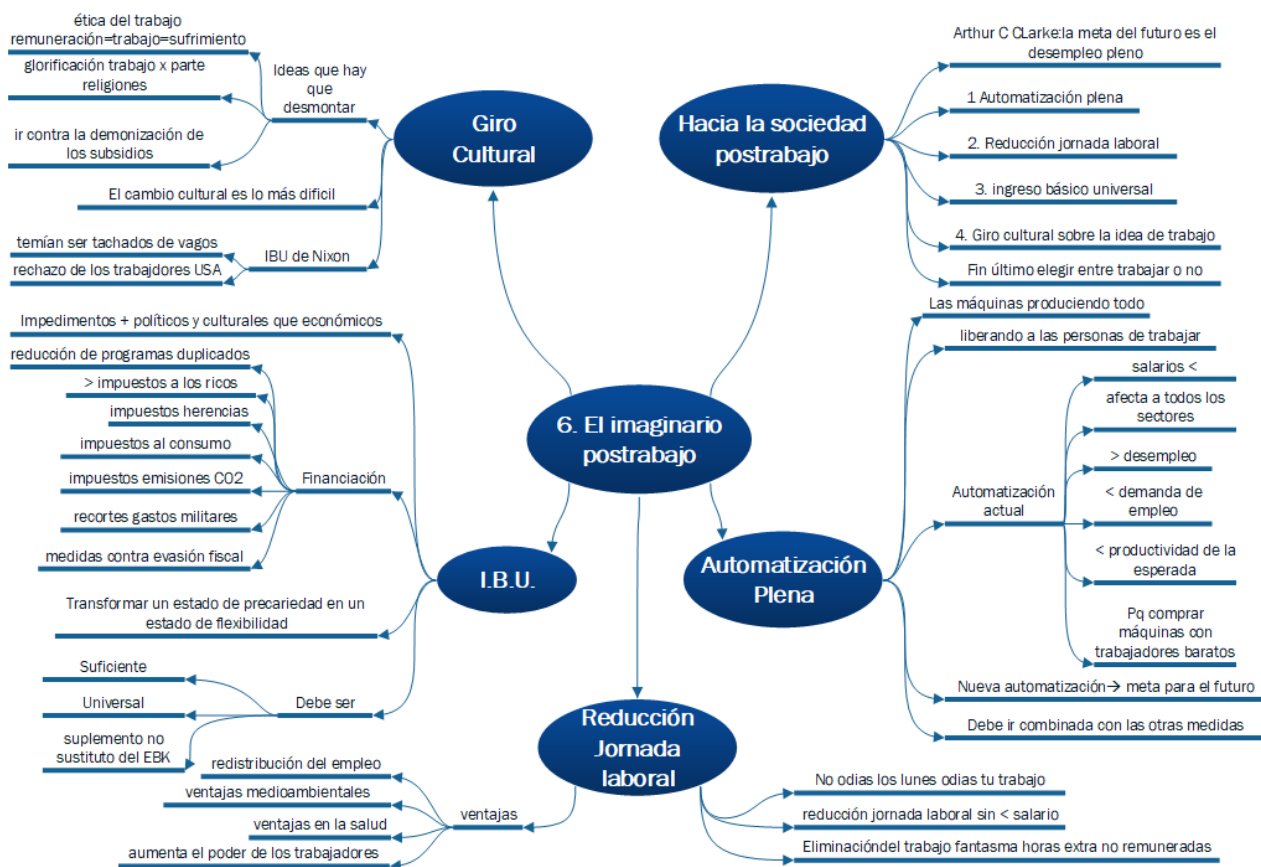 6. El imaginario
postrabajo
Giro
Cultural
Ideas que hay
que
desmontar
ética del trabajo
remuneración=trabajo=sufrimiento
glorificación trabajo x parte
religiones
ir contra la demonización de
los subsidios
El cambio cultural es lo más dificil
IBU de Nixon
temían ser tachados de vagos
rechazo de los trabajdores USA
Hacia la sociedad
postrabajo
Arthur C CLarke:la meta del futuro es el
desempleo pleno
1 Automatización plena
2. Reducción jornada laboral
3. ingreso básico universal
4. Giro cultural sobre la idea de trabajo
Fin último elegir entre trabajar o no
I.B.U.
Impedimentos + políticos y culturales que económicos
Financiación
reducción de programas duplicados
> impuestos a los ricos
impuestos herencias
impuestos al consumo
impuestos emisiones CO2
recortes gastos militares
medidas contra evasión fiscal
Transformar un estado de precariedad en un
estado de flexibilidad
Debe ser
Suficiente
Universal
suplemento no
sustituto del EBK
Automatización
Plena
Las máquinas produciendo todo
liberando a las personas de trabajar
Automatización
actual
salarios <
afecta a todos los
sectores
> desempleo
< demanda de
empleo
< productividad de la
esperada
Pq comprar
máquinas con
trabajadores baratos
Nueva automatización→ meta para el futuro
Debe ir combinada con las otras medidas
Reducción
Jornada
laboral
ventajas
redistribución del empleo
ventajas medioambientales
ventajas en la salud
aumenta el poder de los trabajadores
No odias los lunes odias tu trabajo
reducción jornada laboral sin < salario
Eliminacióndel trabajo fantasma horas extra no remuneradas